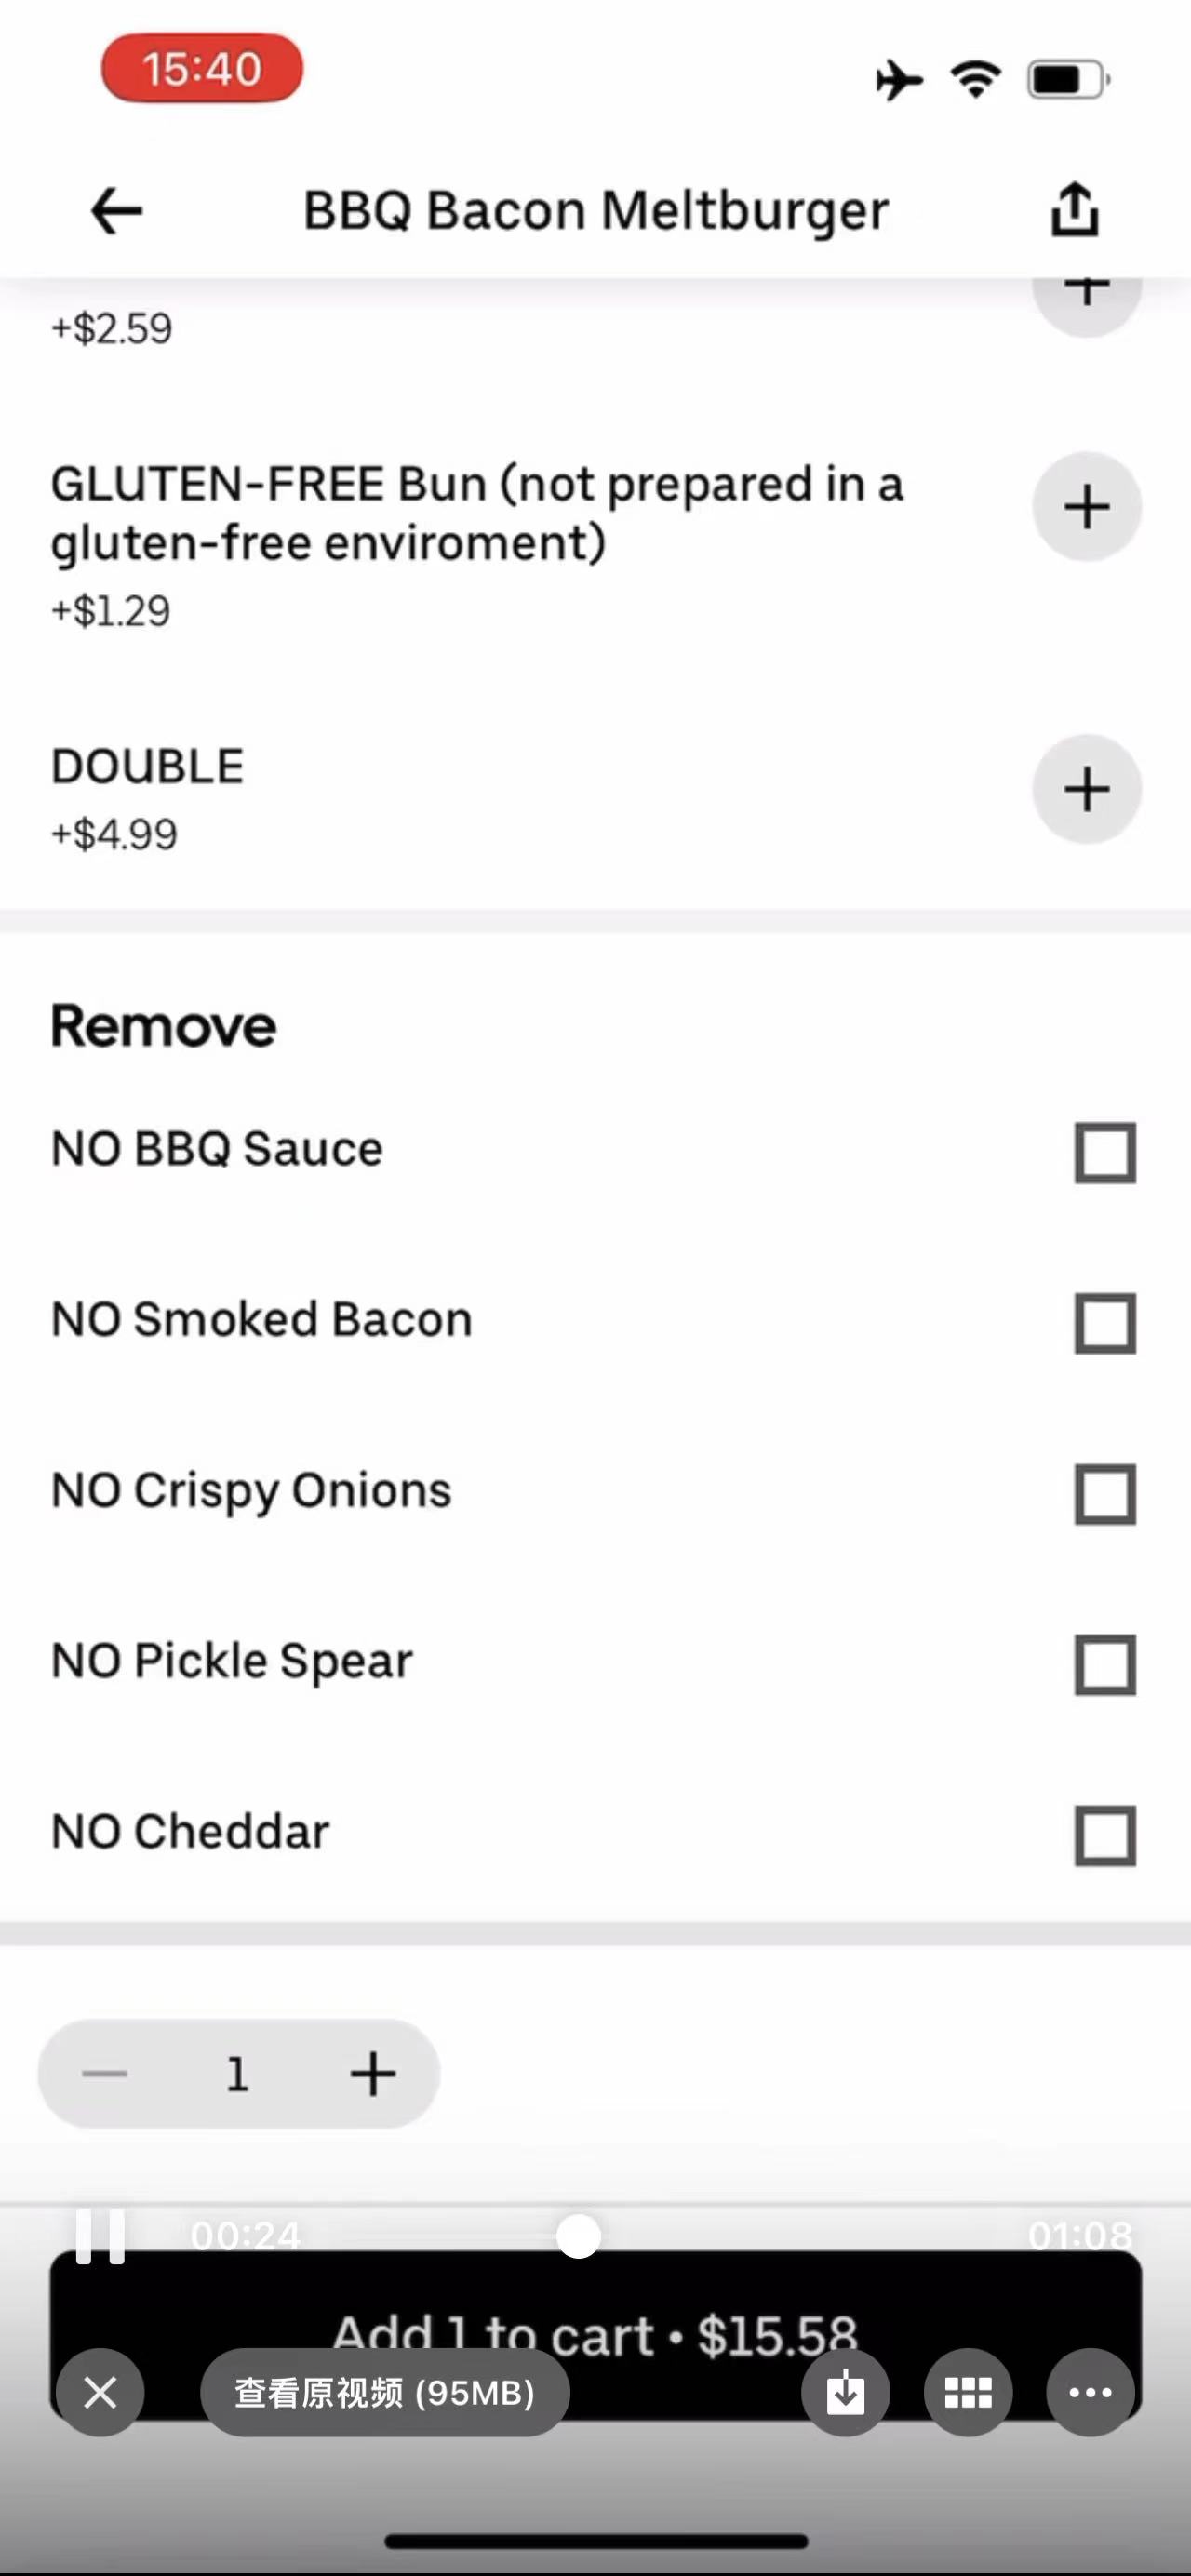 15:40
BBQ Bacon Meltburger
+$2.59
GLUTEN-FREE Bun (not prepared in a
gluten-free enviroment)
+$1.29
DOUBLE
+$4.99
Remove
NO BBQ Sauce
NO Smoked Bacon
NO Crispy Onions
NO Pickle Spear
NO Cheddar
1
00:24
01:08
Add 1 to cart • $15.58
查看原视频 (95MB)